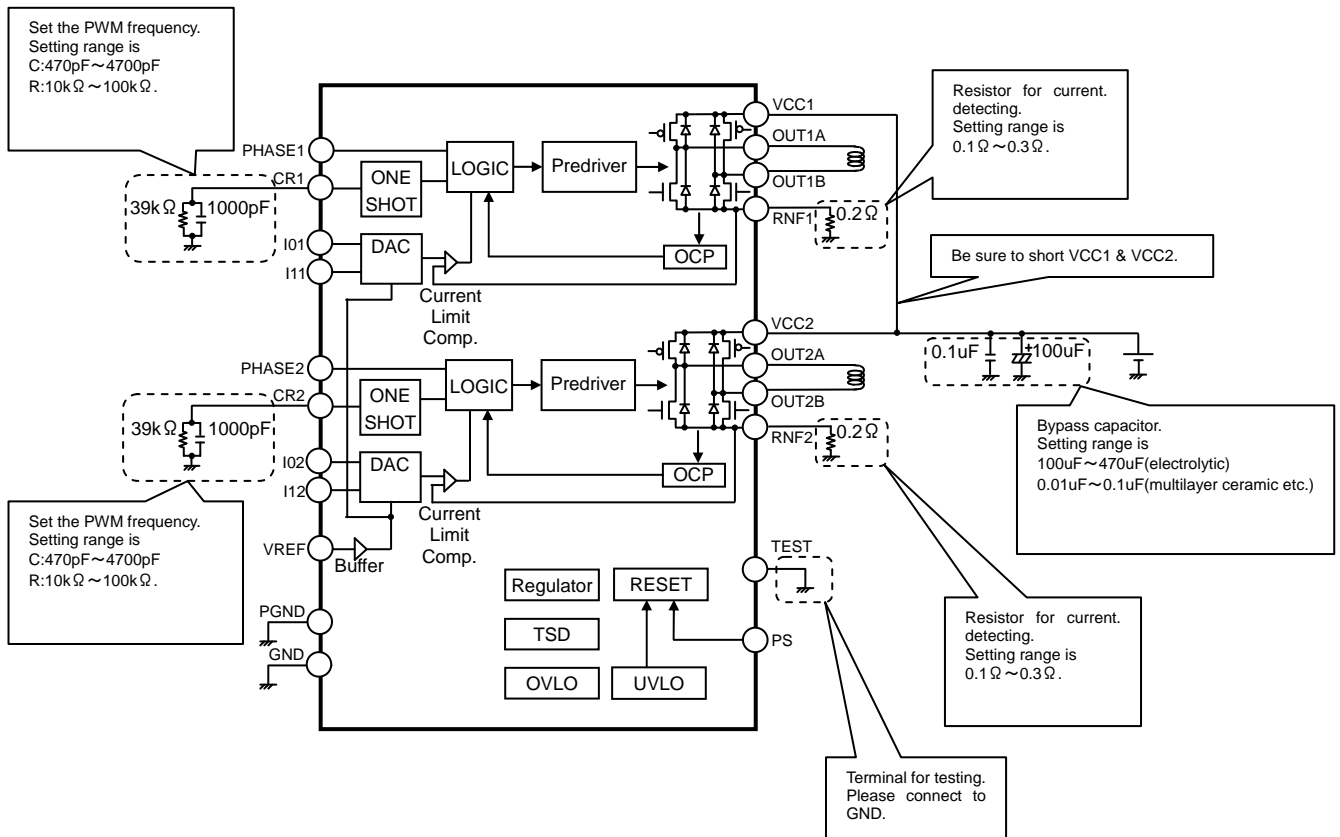 Set the PWM frequency.
Setting range is
C:470pF～4700pF
R:10kΩ～100kΩ.
PHASE1
CR1
39kΩ
1000pF
I01
I11
ONE
SHOT
LOGIC
Predriver
DAC
OCP
Current
Limit
Comp.
VCC1
OUT1A
OUT1B
RNF1
0.2Ω
Resistor for current.
detecting.
Setting range is
0.1Ω～0.3Ω.
Be sure to short VCC1 & VCC2.
PHASE2
CR2
39kΩ
1000pF
I02
I12
ONE
SHOT
LOGIC
Predriver
DAC
OCP
Current
Limit
Comp.
VCC2
OUT2A
OUT2B
RNF2
0.2Ω
0.1uF
+100uF
Bypass capacitor.
Setting range is
100uF～470uF(electrolytic)
0.01uF～0.1uF(multilayer ceramic etc.)
Set the PWM frequency.
Setting range is
C:470pF～4700pF
R:10kΩ～100kΩ.
VREF
Buffer
PGND
GND
Regulator
RESET
TSD
OVLO
UVLO
TEST
PS
Resistor for current.
detecting.
Setting range is
0.1Ω～0.3Ω.
Terminal for testing.
Please connect to
GND.